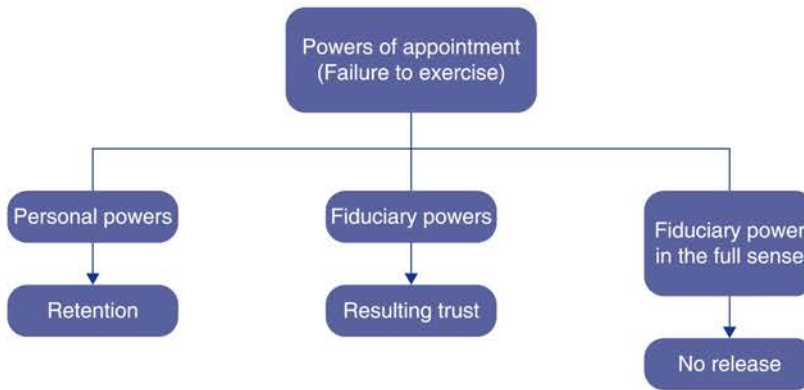 Powers of appointment
(Failure to exercise)
Personal powers
Fiduciary powers
Fiduciary power
in the full sense
Retention
Resulting trust
No release